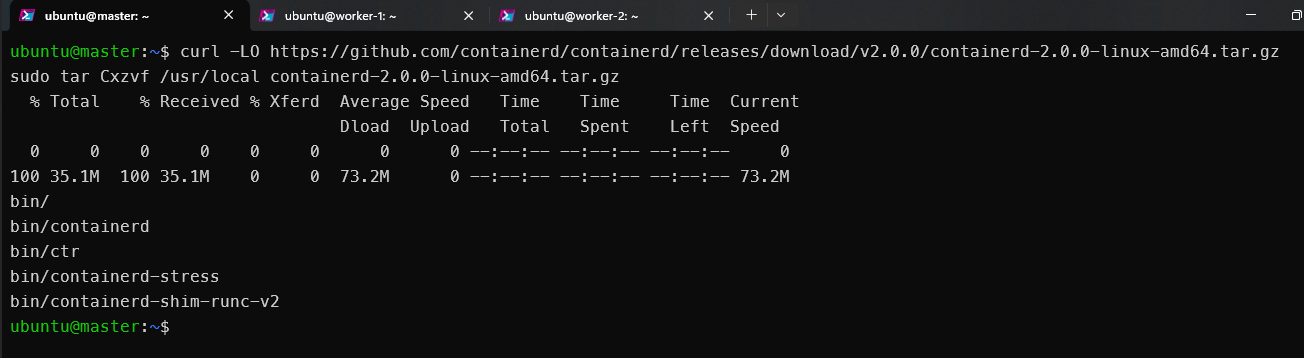 ubuntu@master: ~
ubuntu@worker-1: ~
ubuntu@worker-2: ~
ubuntu@master:~$ curl -LO https://github.com/containerd/containerd/releases/download/v2.0.0/containerd-2.0.0-linux-amd64.tar.gz
sudo tar Cxzvf /usr/local containerd-2.0.0-linux-amd64.tar.gz
  % Total    % Received % Xferd  Average Speed   Time    Time     Time  Current
                                 Dload  Upload   Total   Spent    Left  Speed
  0     0    0     0    0     0      0      0 --:--:-- --:--:-- --:--:--     0
100 35.1M  100 35.1M    0     0  73.2M      0 --:--:-- --:--:-- --:--:-- 73.2M
bin/
bin/containerd
bin/ctr
bin/containerd-stress
bin/containerd-shim-runc-v2
ubuntu@master:~$